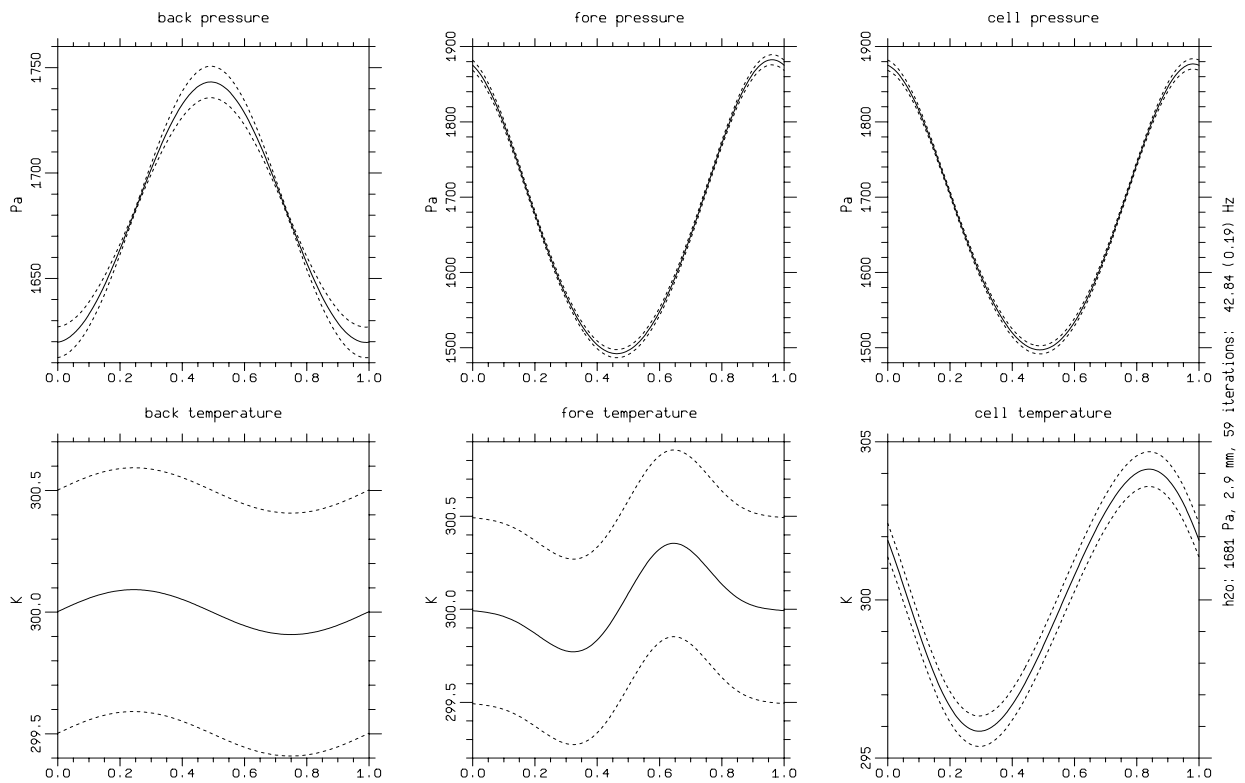 back pressure
fore pressure
cell pressure
1750
1700
1650
Pa
0.0 0.2 0.4 0.6 0.8 1.0
1900
1800
1700
1600
1500
Pa
0.0 0.2 0.4 0.6 0.8 1.0
1900
1800
1700
1600
1500
Pa
0.0 0.2 0.4 0.6 0.8 1.0
back temperature
fore temperature
cell temperature
300.5
300.0
299.5
K
0.0 0.2 0.4 0.6 0.8 1.0
300.5
300.0
299.5
K
0.0 0.2 0.4 0.6 0.8 1.0
305
300
295
K
0.0 0.2 0.4 0.6 0.8 1.0
h2o: 1681 Pa, 2.9 mm, 59 iterations: 42.84 (0.19) Hz